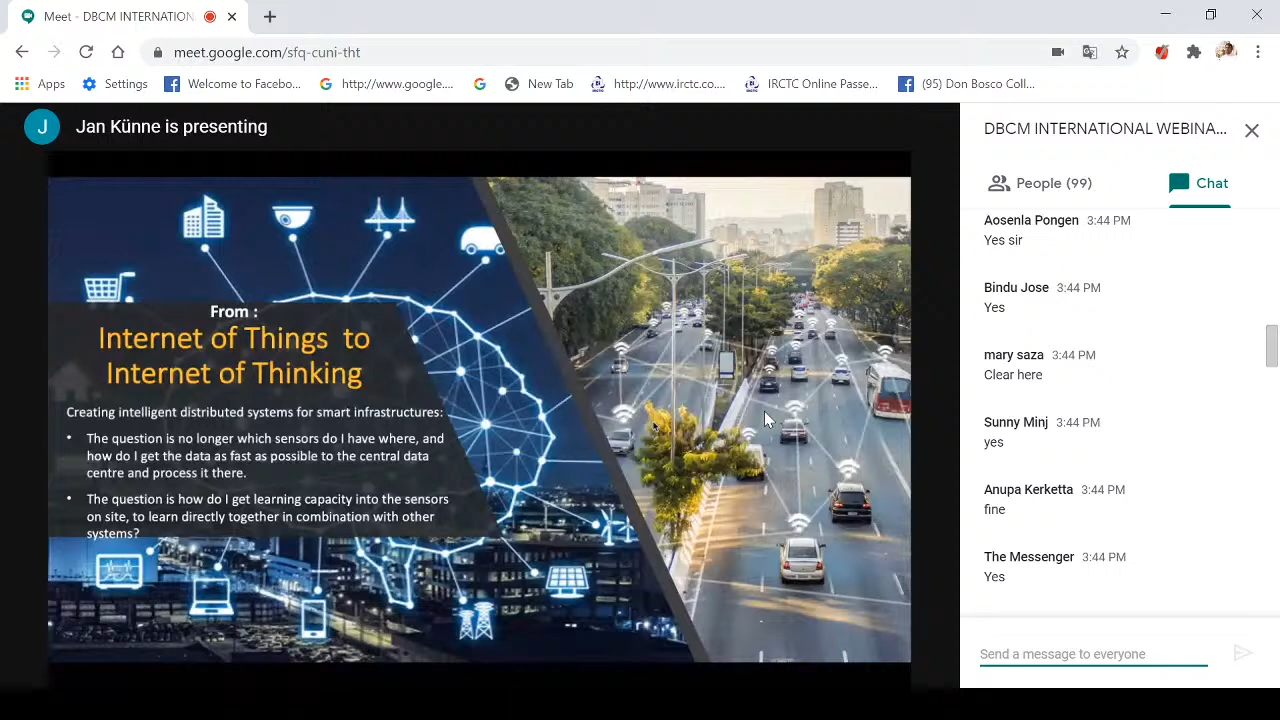 Meet - DBCM INTERNATION
meet.google.com/sfq-cuni-tht
Apps
Settings
Welcome to Facebo...
http://www.google....
New Tab
http://www.irctc.co....
IRCTC Online Passe...
(95) Don Bosco Coll...
J
Jan Künne is presenting
From :
Internet of Things to
Internet of Thinking
Creating intelligent distributed systems for smart infrastructures:
• The question is no longer which sensors do I have where, and
how do I get the data as fast as possible to the central data
centre and process it there.
• The question is how do I get learning capacity into the sensors
on site, to learn directly together in combination with other
systems?
DBCM INTERNATIONAL WEBINA...
People (99)
Chat
Aosenla Pongen 3:44 PM
Yes sir
Bindu Jose 3:44 PM
Yes
mary saza 3:44 PM
Clear here
Sunny Minj 3:44 PM
yes
Anupa Kerketta 3:44 PM
fine
The Messenger 3:44 PM
Yes
Send a message to everyone